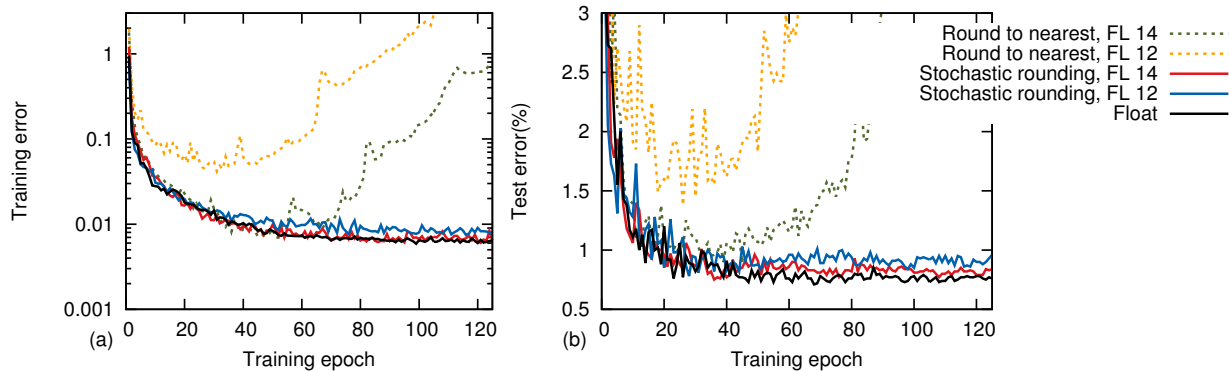 Training error
1
0.1
0.01
0.001
0
20
40
60
80
100
120
(a)
Training epoch
Test error(%)
3
2.5
2
1.5
1
0.5
0
20
40
60
80
100
120
(b)
Training epoch
Round to nearest, FL 14
Round to nearest, FL 12
Stochastic rounding, FL 14
Stochastic rounding, FL 12
Float